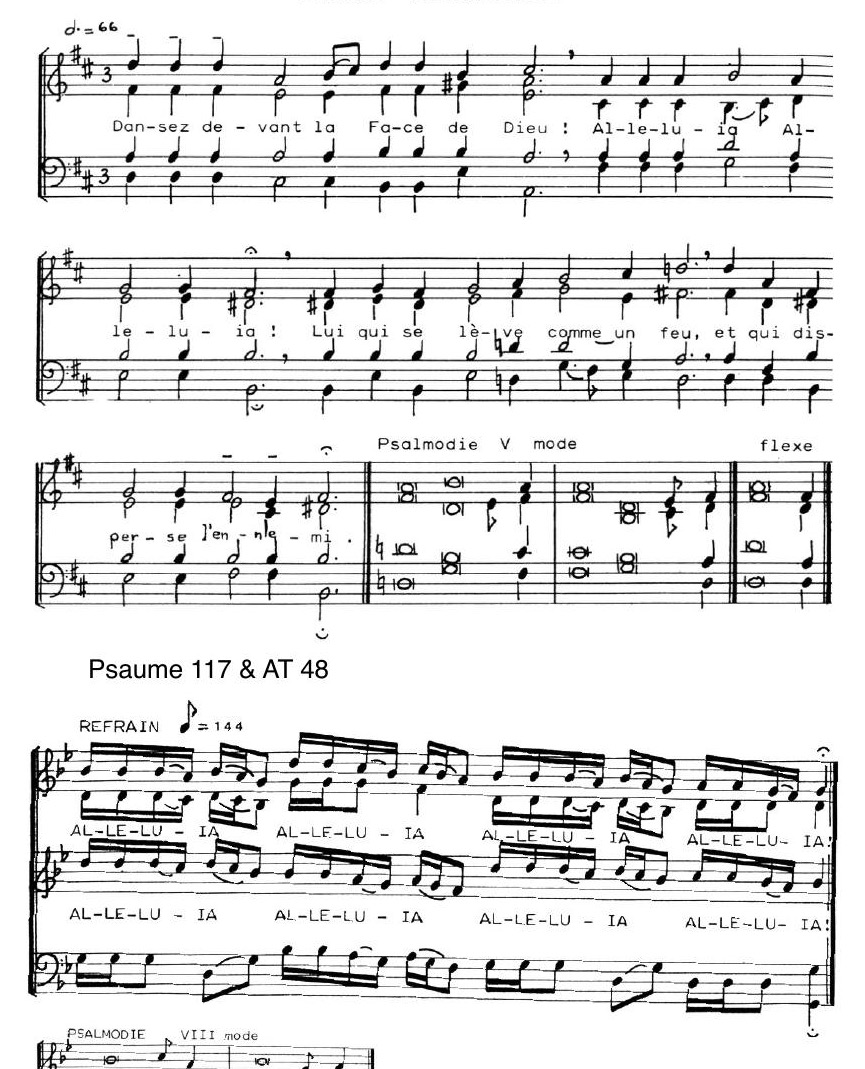 𝅗𝅥. = 66
3
Dan-sez de - vant la Fa-ce de Dieu ! Al-le-lu - ia Al-
3
le - lu - ia ! Lui qui se lè-ve comme un feu, et qui dis-
Psalmodie V mode flexe
per - se l'en - ne - mi .
Psaume 117 & AT 48
REFRAIN ♪ = 144
AL-LE-LU - IA AL-LE-LU - IA AL-LE-LU - IA AL-LE-LU- IA!
AL-LE-LU - IA AL-LE-LU - IA AL-LE-LU - IA AL-LE-LU- IA!
PSALMODIE VIII mode